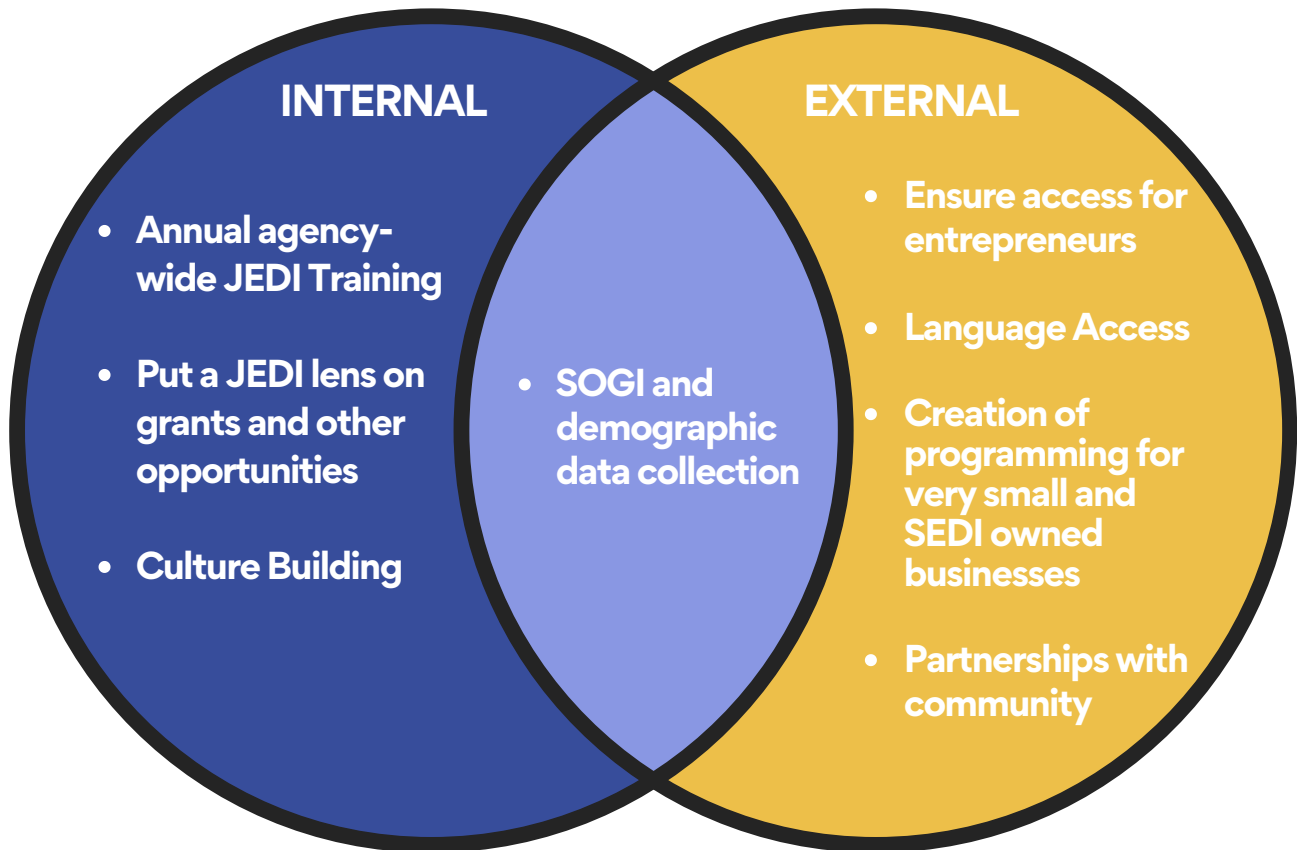 INTERNAL
• Annual agency-
wide JEDI Training
• Put a JEDI lens on
grants and other
opportunities
• Culture Building
• SOGI and
demographic
data collection
EXTERNAL
• Ensure access for
entrepreneurs
• Language Access
• Creation of
programming for
very small and
SEDI owned
businesses
• Partnerships with
community